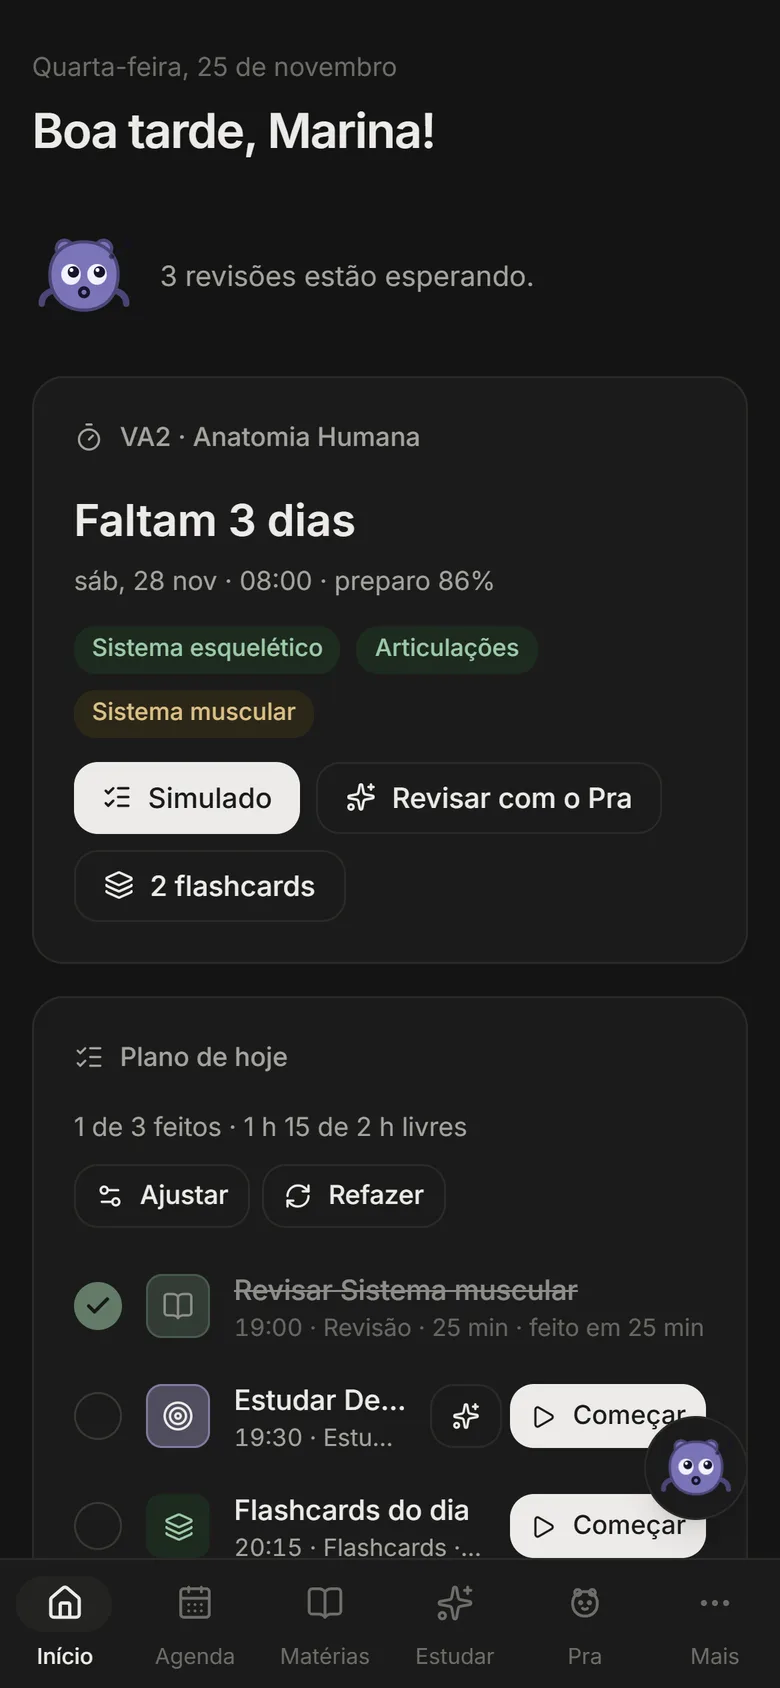 Quarta-feira, 25 de novembro
Boa tarde, Marina!
3 revisões estão esperando.
VA2 · Anatomia Humana
Faltam 3 dias
sáb, 28 nov · 08:00 · preparo 86%
Sistema esquelético
Articulações
Sistema muscular
Simulado
Revisar com o Pra
2 flashcards
Plano de hoje
1 de 3 feitos · 1 h 15 de 2 h livres
Ajustar
Refazer
Revisar Sistema muscular
19:00 · Revisão · 25 min · feito em 25 min
Estudar De...
19:30 · Estu...
Começar
Flashcards do dia
20:15 · Flashcards ·...
Começar
Início
Agenda
Matérias
Estudar
Pra
Mais